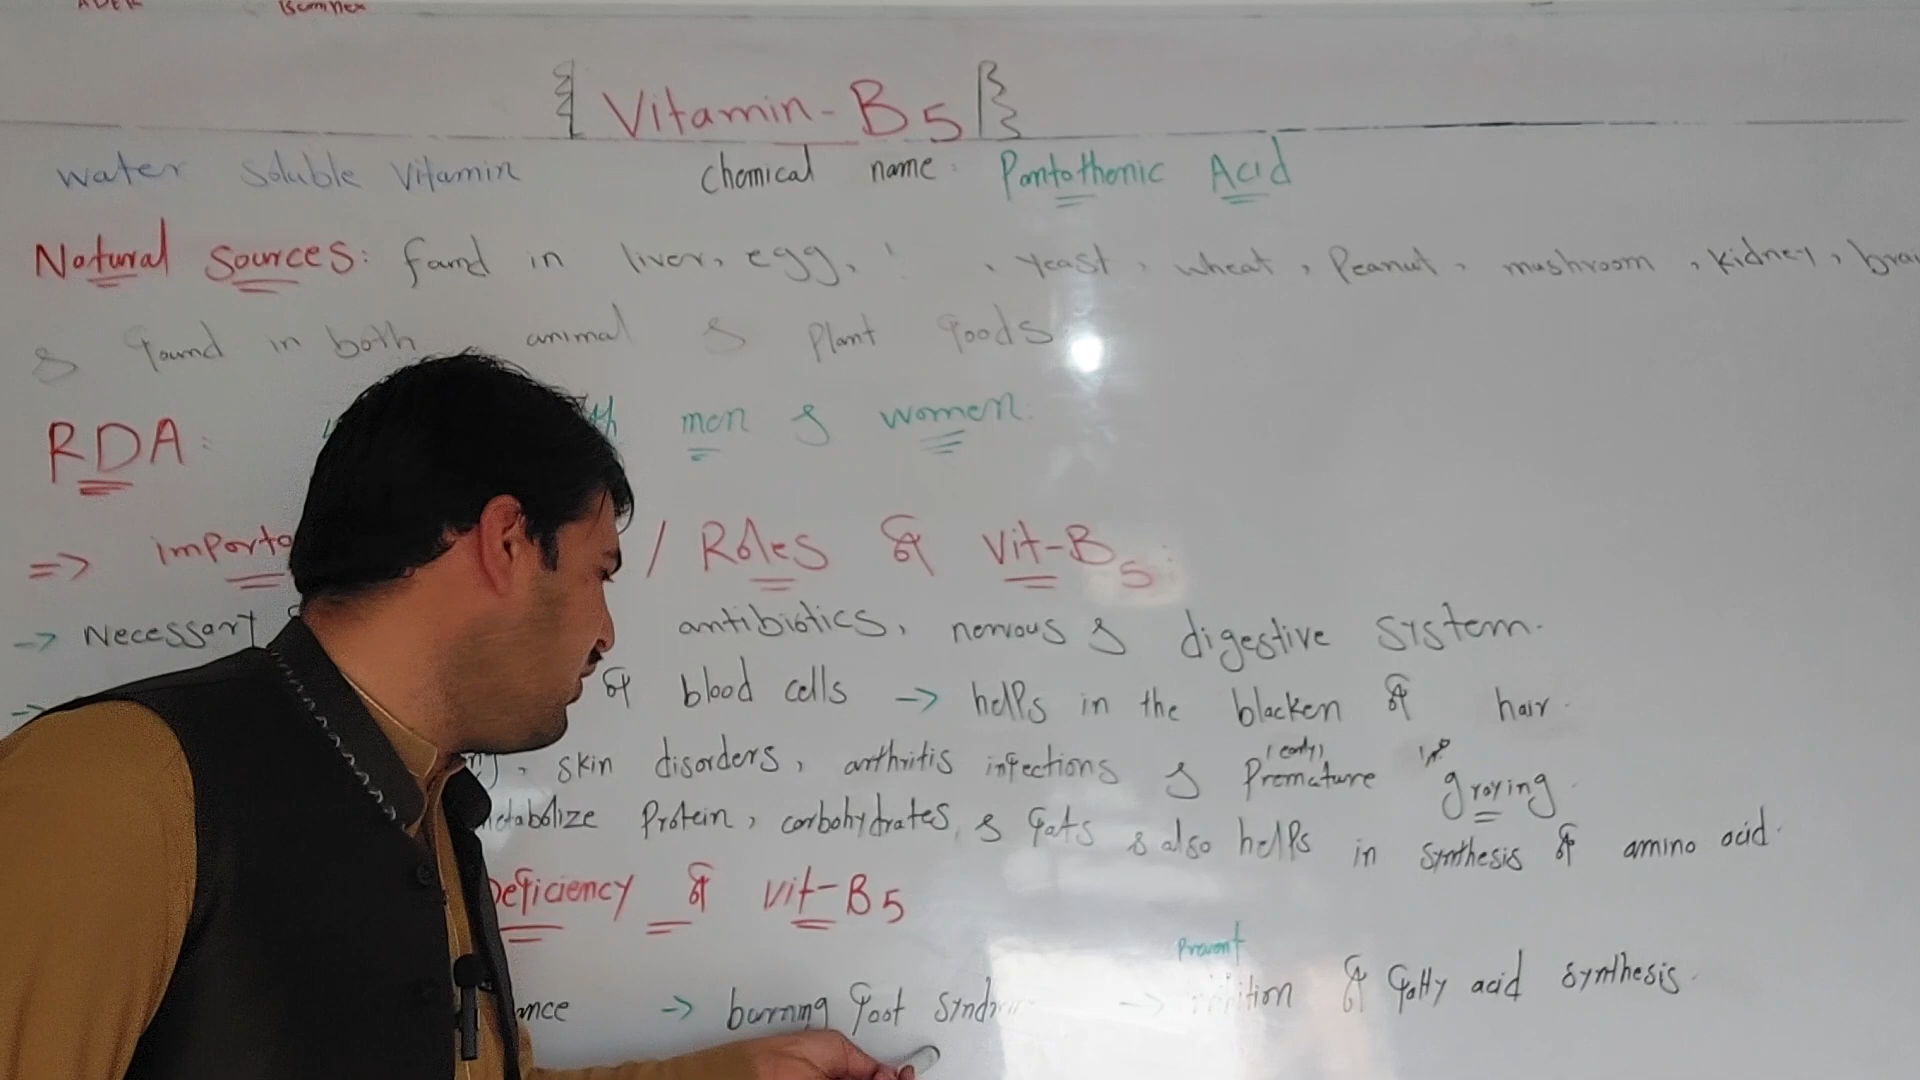 { Vitamin-B5 }
water soluble vitamin chemical name: Pantothenic Acid
Natural Sources: found in liver, egg, , yeast, wheat, Peanut, mushroom, kidney, brai
& found in both animal & Plant foods
RDA: men & women:
=> importa / Roles of Vit-B5:
-> Necessary antibiotics, nervous & digestive system.
of blood cells -> helps in the blacken of hair.
skin disorders, arthritis infections & Premature (early) graying.
metabolize Protein, carbohydrates, & fats & also helps in synthesis of amino acid.
Deficiency of vit-B5
Prevent
-> burning foot syndr -> of fatty acid synthesis.